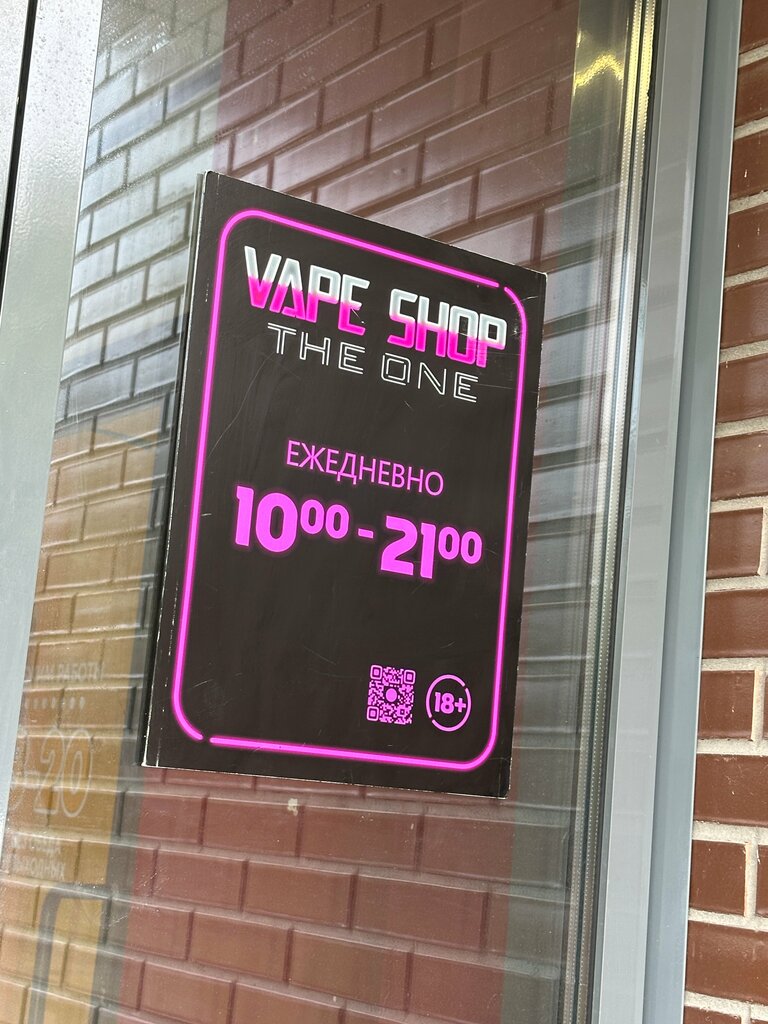 VAPE SHOP
THE ONE
ЕЖЕДНЕВНО
10⁰⁰ - 21⁰⁰
18+